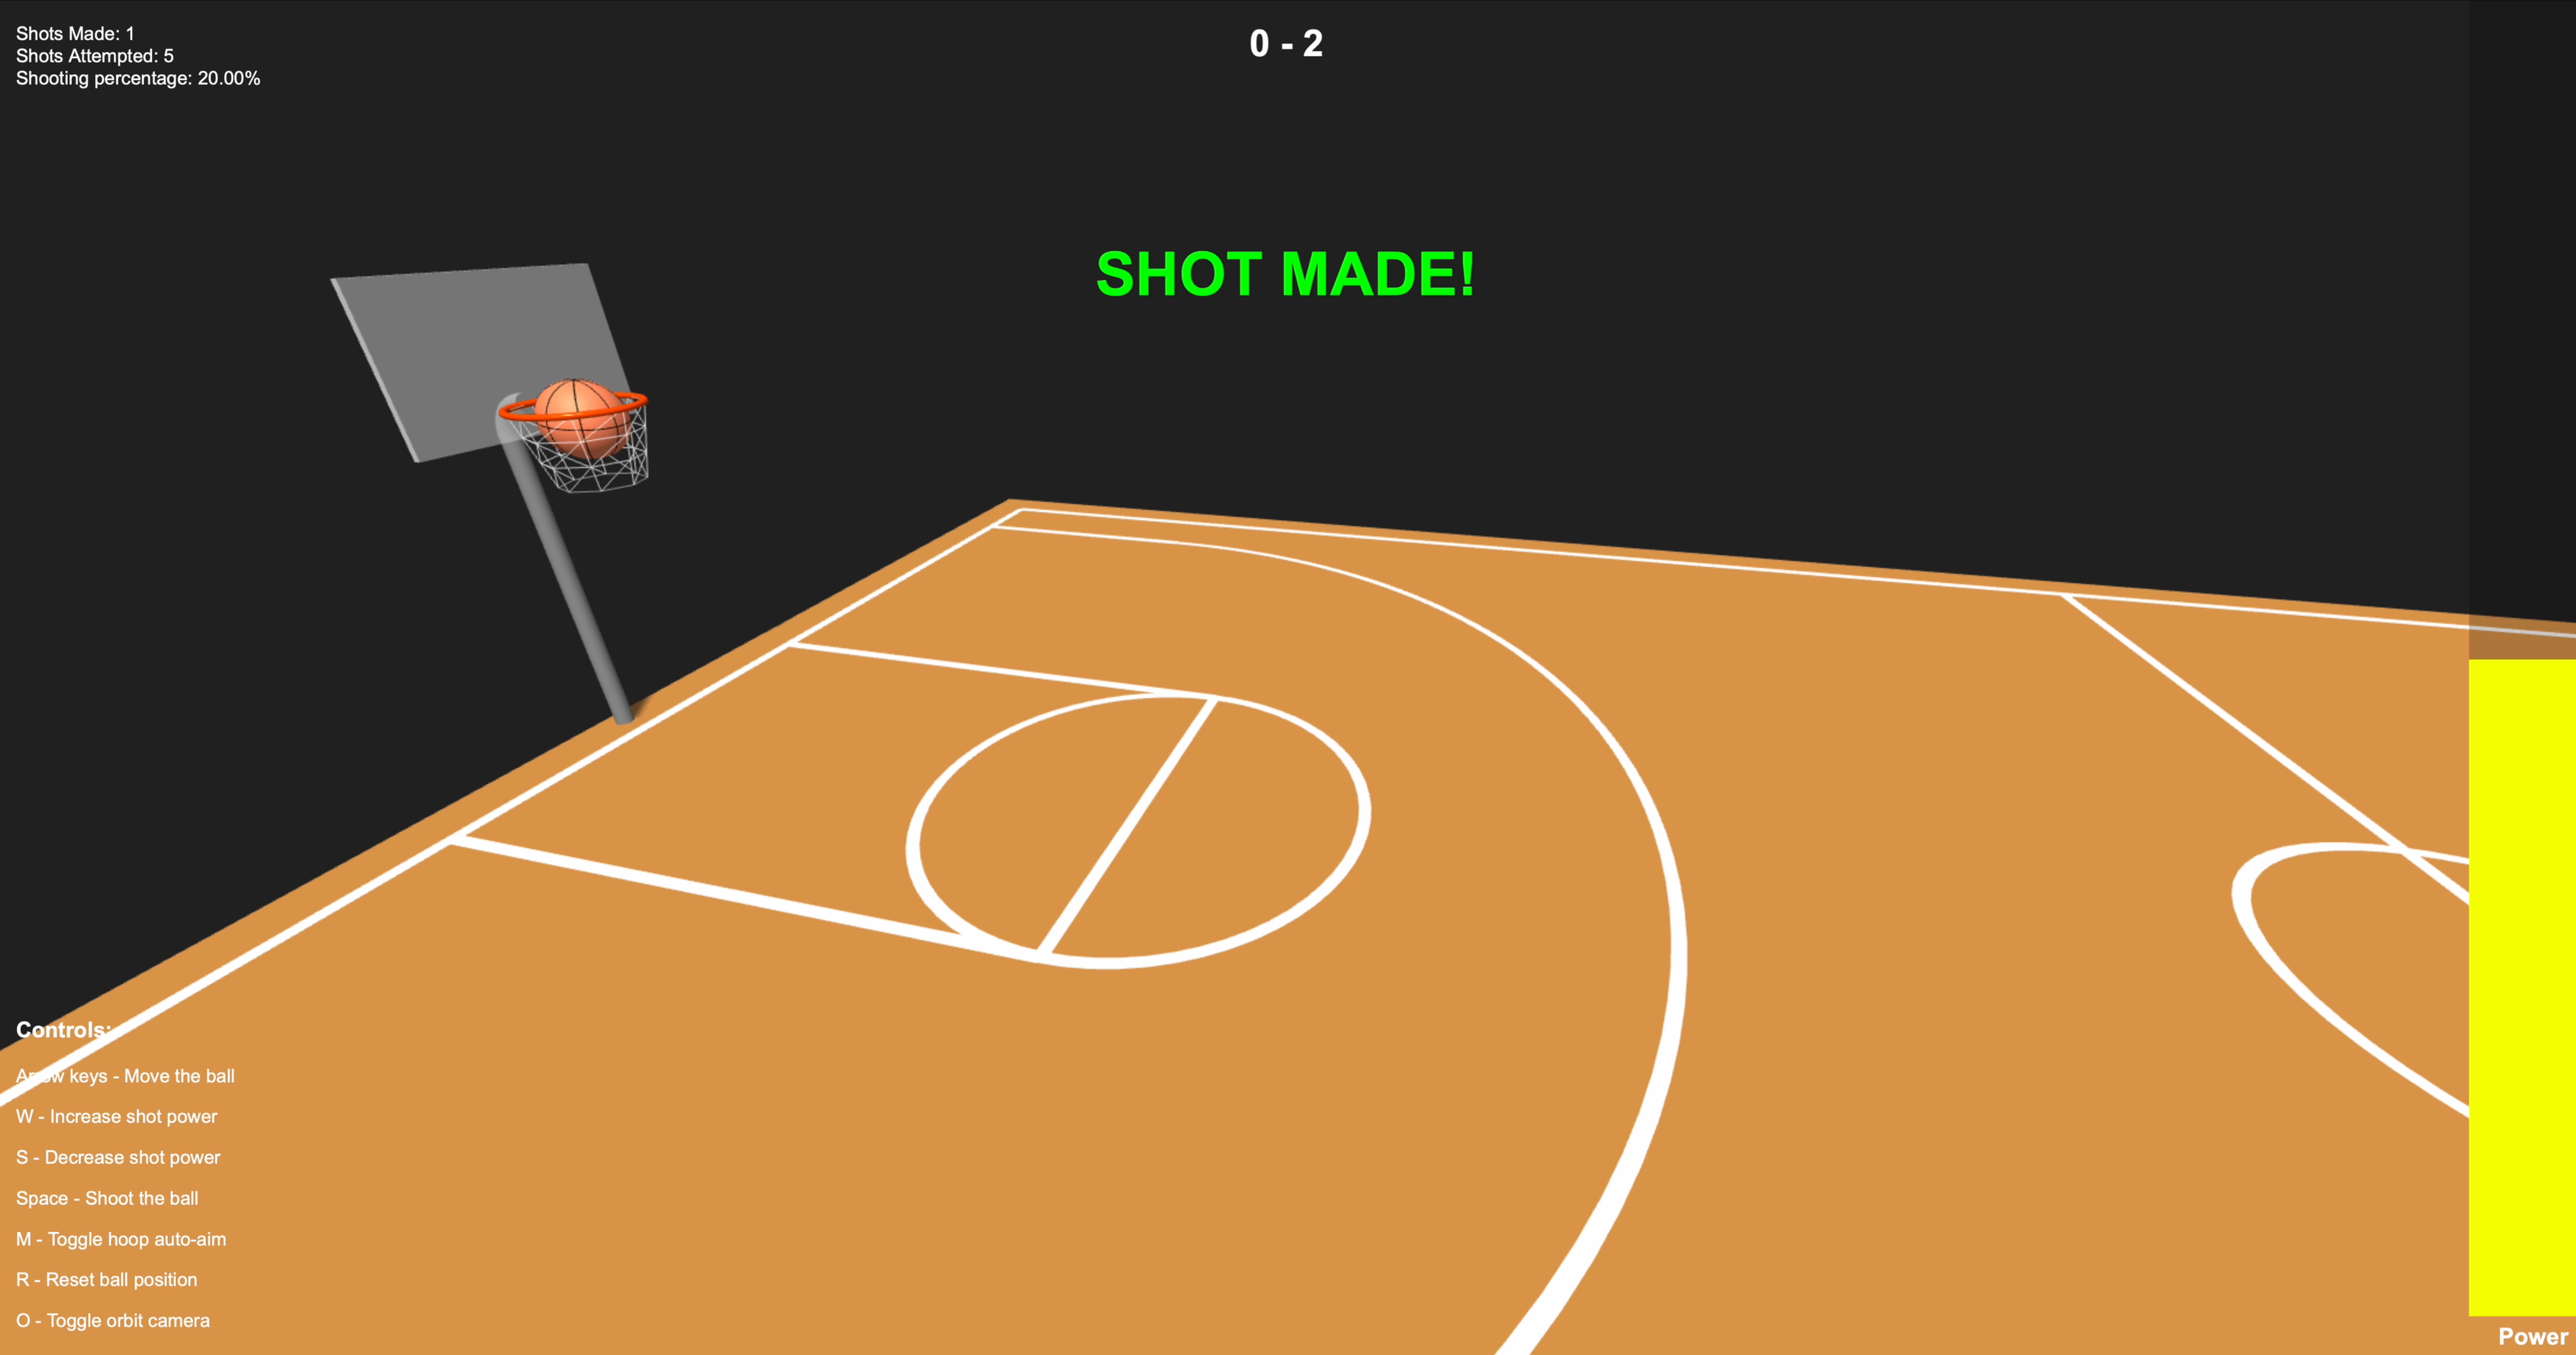 Shots Made: 1
Shots Attempted: 5
Shooting percentage: 20.00%
0 - 2
SHOT MADE!
Controls:
Arrow keys - Move the ball
W - Increase shot power
S - Decrease shot power
Space - Shoot the ball
M - Toggle hoop auto-aim
R - Reset ball position
O - Toggle orbit camera
Power